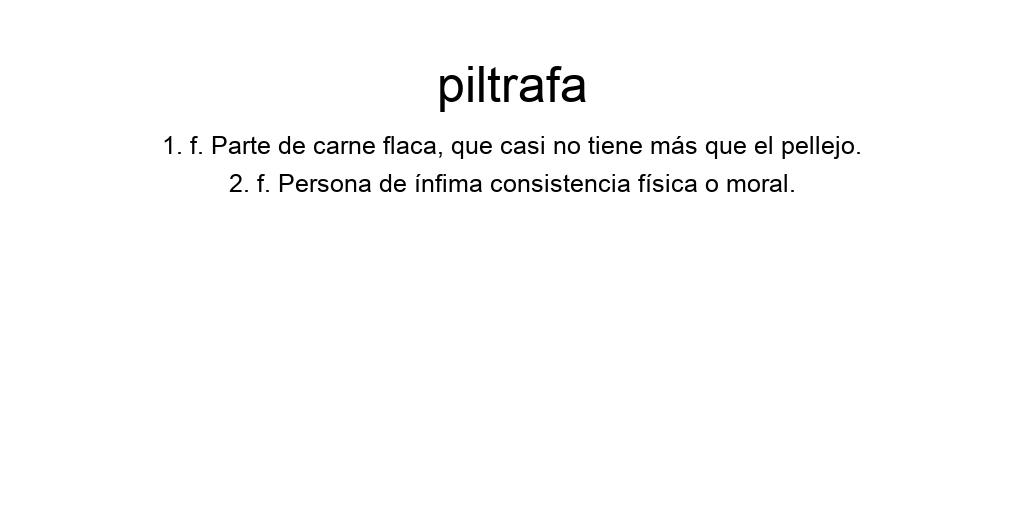 piltrafa
1. f. Parte de carne flaca, que casi no tiene más que el pellejo.
2. f. Persona de ínfima consistencia física o moral.